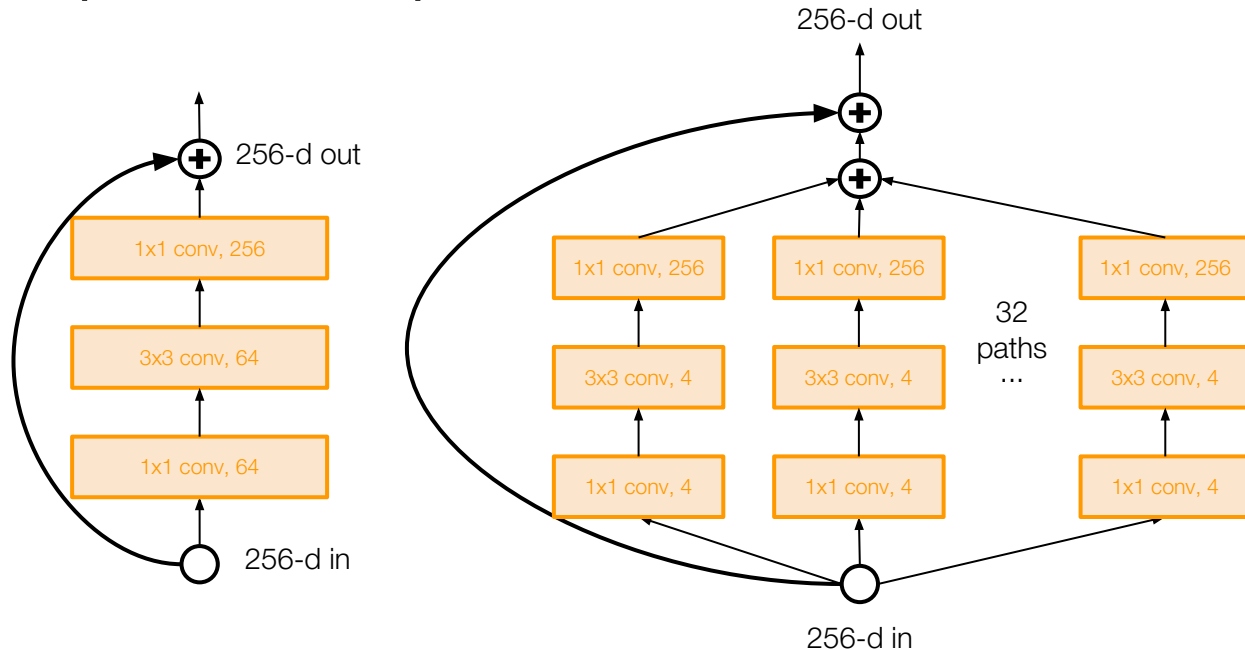 256-d out
256-d out
1x1 conv, 256
3x3 conv, 64
1x1 conv, 64
256-d in
1x1 conv, 256
1x1 conv, 256
1x1 conv, 256
32
paths
...
3x3 conv, 4
3x3 conv, 4
3x3 conv, 4
1x1 conv, 4
1x1 conv, 4
1x1 conv, 4
256-d in